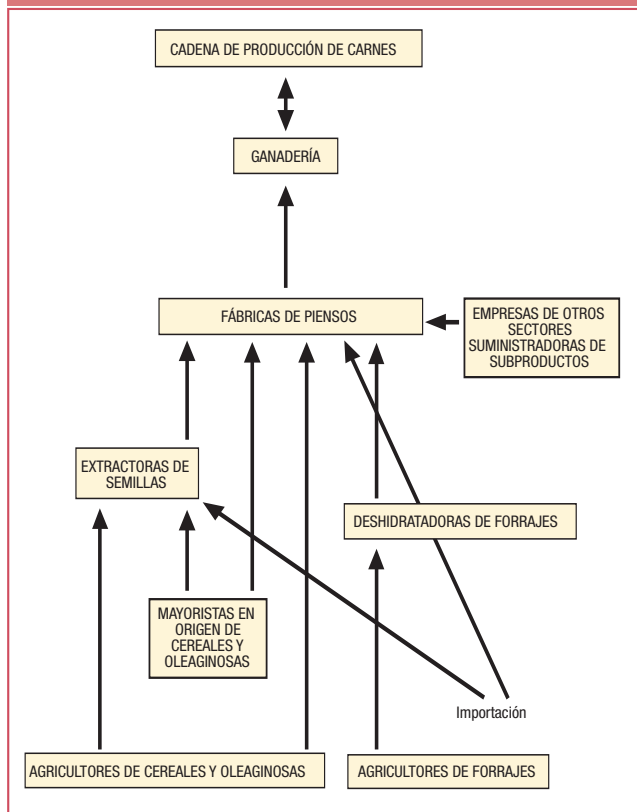 CADENA DE PRODUCCIÓN DE CARNES
GANADERÍA
FÁBRICAS DE PIENSOS
EMPRESAS DE OTROS
SECTORES
SUMINISTRADORAS DE
SUBPRODUCTOS
EXTRACTORAS DE
SEMILLAS
DESHIDRATADORAS DE FORRAJES
MAYORISTAS EN
ORIGEN DE
CEREALES Y
OLEAGINOSAS
Importación
AGRICULTORES DE CEREALES Y OLEAGINOSAS
AGRICULTORES DE FORRAJES